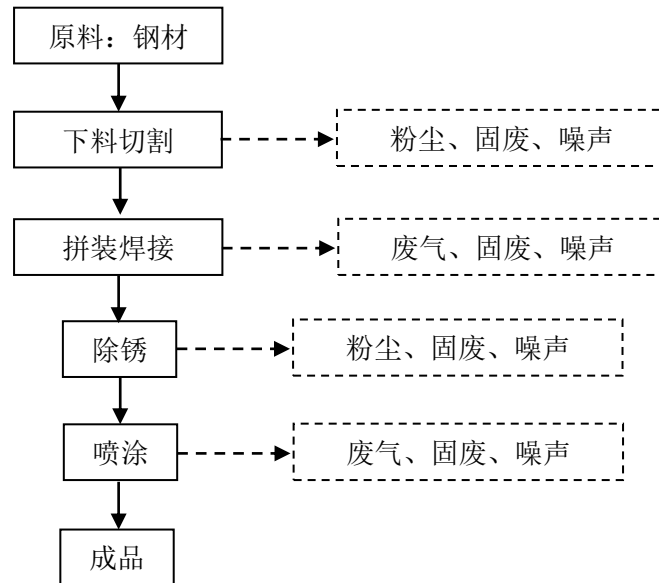 原料：钢材
下料切割
粉尘、固废、噪声
拼装焊接
废气、固废、噪声
除锈
粉尘、固废、噪声
喷涂
废气、固废、噪声
成品